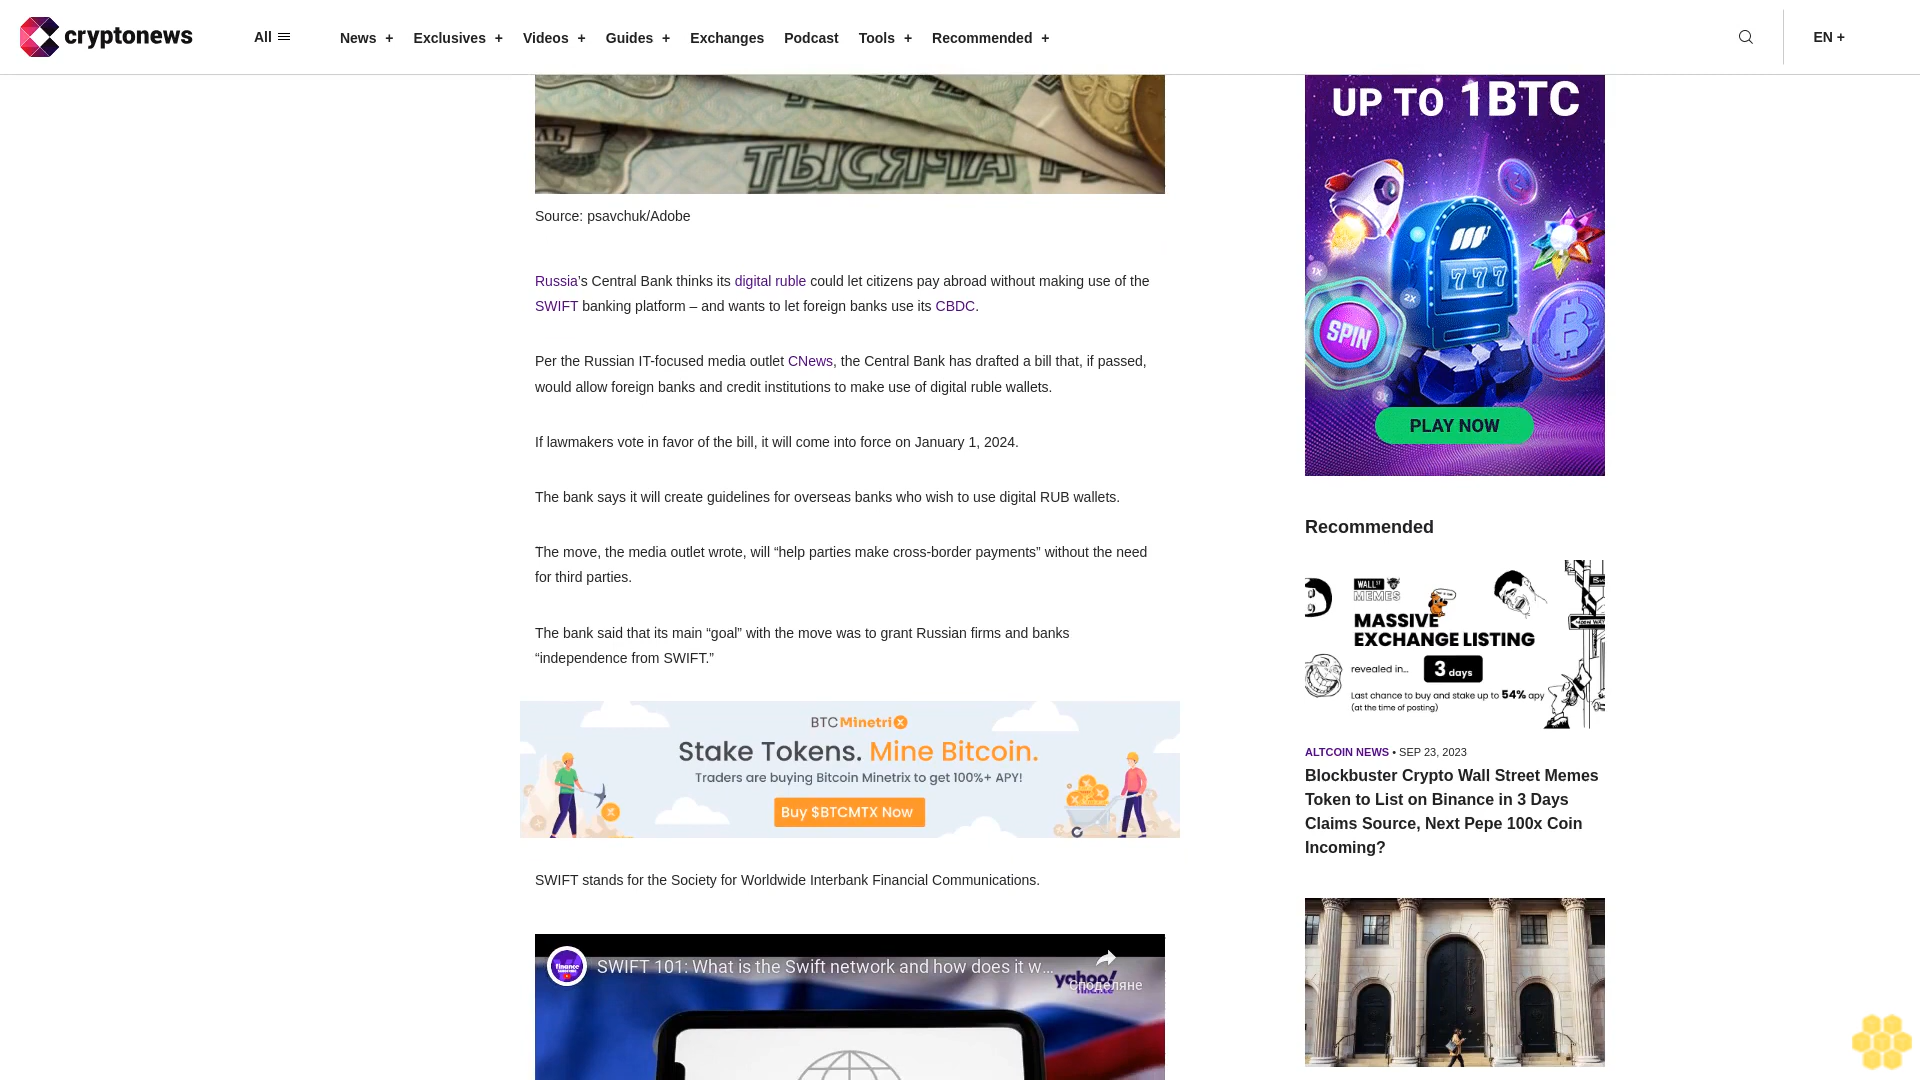 cryptonews
All
News +
Exclusives +
Videos +
Guides +
Exchanges
Podcast
Tools +
Recommended +
EN +
ТЫСЯЧА
Source: psavchuk/Adobe
Russia’s Central Bank thinks its digital ruble could let citizens pay abroad without making use of the
SWIFT banking platform – and wants to let foreign banks use its CBDC.
Per the Russian IT-focused media outlet CNews, the Central Bank has drafted a bill that, if passed,
would allow foreign banks and credit institutions to make use of digital ruble wallets.
If lawmakers vote in favor of the bill, it will come into force on January 1, 2024.
The bank says it will create guidelines for overseas banks who wish to use digital RUB wallets.
The move, the media outlet wrote, will “help parties make cross-border payments” without the need
for third parties.
The bank said that its main “goal” with the move was to grant Russian firms and banks
“independence from SWIFT.”
BTC Minetrix
Stake Tokens. Mine Bitcoin.
Traders are buying Bitcoin Minetrix to get 100%+ APY!
Buy $BTCMTX Now
SWIFT stands for the Society for Worldwide Interbank Financial Communications.
finance
SWIFT 101: What is the Swift network and how does it w...
yahoo!
Споделяне
UP TO 1BTC
1X
777
2X
SPIN
3X
PLAY NOW
Recommended
WALL ST
MEMES
MASSIVE
EXCHANGE LISTING
revealed in...
3 days
Last chance to buy and stake up to 54% apy
(at the time of posting)
ALTCOIN NEWS • SEP 23, 2023
Blockbuster Crypto Wall Street Memes
Token to List on Binance in 3 Days
Claims Source, Next Pepe 100x Coin
Incoming?